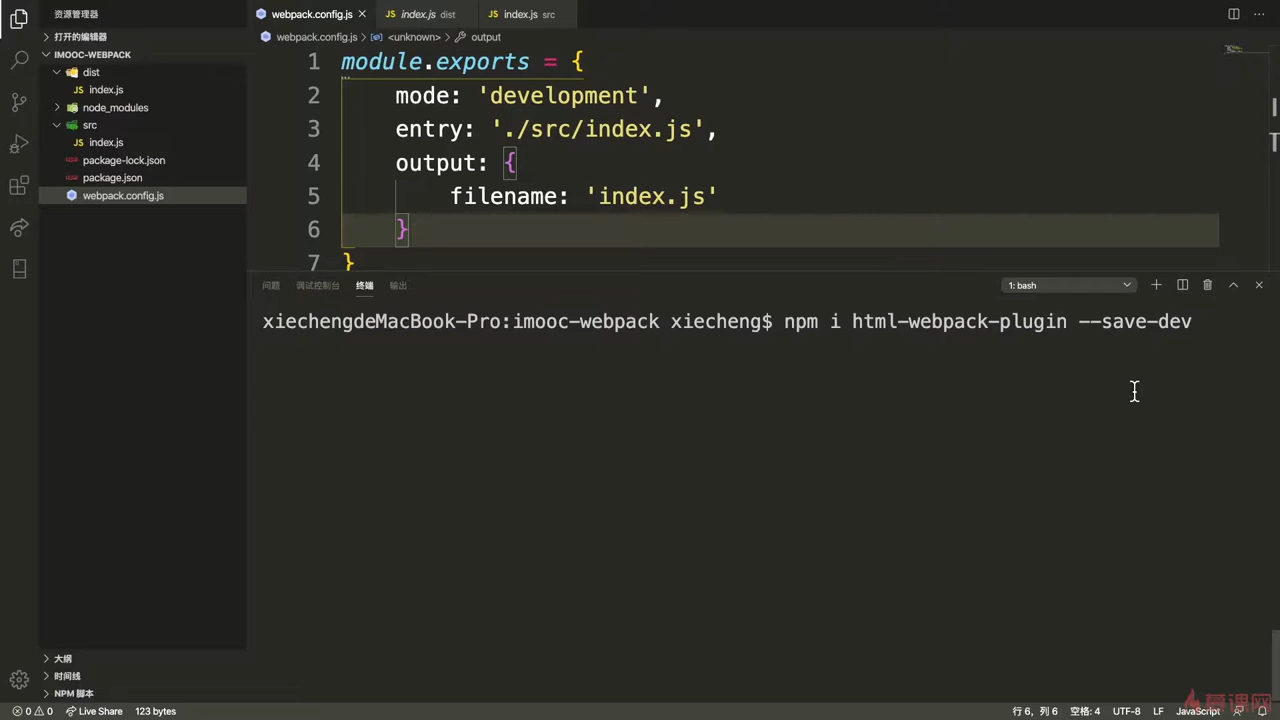 资源管理器
webpack.config.js
index.js dist
index.js src
打开的编辑器
webpack.config.js > <unknown> > output
IMOOC-WEBPACK
dist
index.js
node_modules
src
index.js
package-lock.json
package.json
webpack.config.js
1 module.exports = {
2 mode: 'development',
3 entry: './src/index.js',
4 output: {
5 filename: 'index.js'
6 }
7 }
问题 调试控制台 终端 输出
1: bash
xiechengdeMacBook-Pro:imooc-webpack xiecheng$ npm i html-webpack-plugin --save-dev
大纲
时间线
NPM 脚本
0 0 Live Share 123 bytes
行 6，列 6 空格: 4 UTF-8 LF JavaScript
慕课网